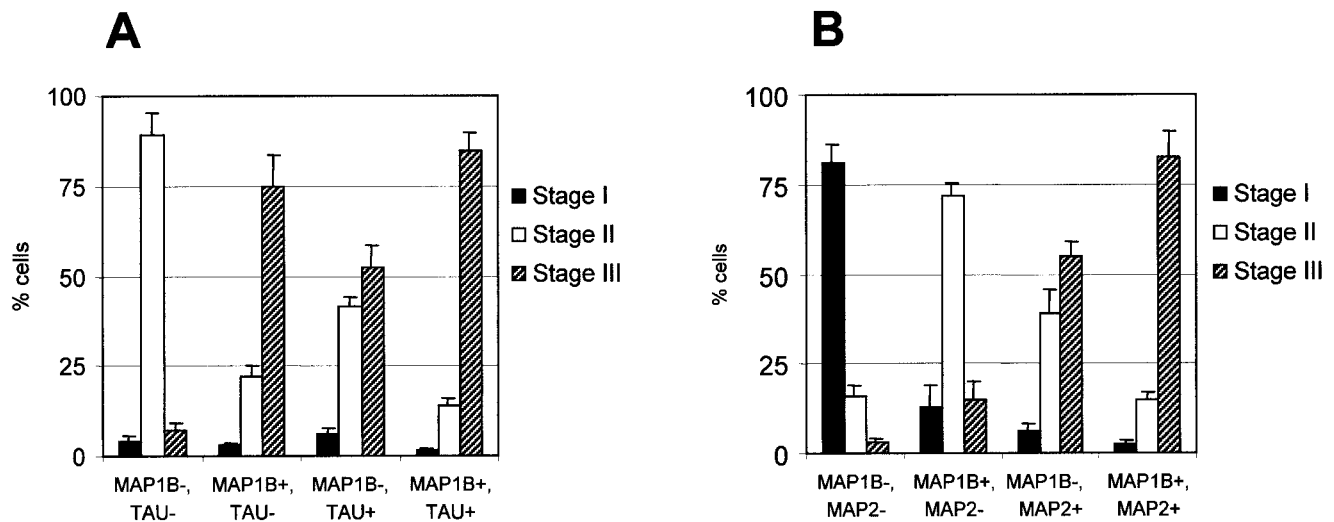 A
100
75
50
25
0
% cells
MAP1B-, MAP1B+, MAP1B-, MAP1B+,
TAU- TAU- TAU+ TAU+
Stage I
Stage II
Stage III
B
100
75
50
25
0
% cells
MAP1B-, MAP1B+, MAP1B-, MAP1B+,
MAP2- MAP2- MAP2+ MAP2+
Stage I
Stage II
Stage III